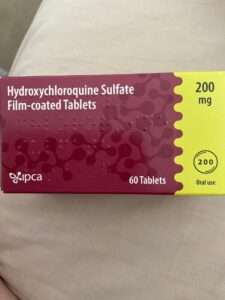 Hydroxychloroquine Sulfate
Film-coated Tablets
200
mg
ipca
60 Tablets
200
Oral use